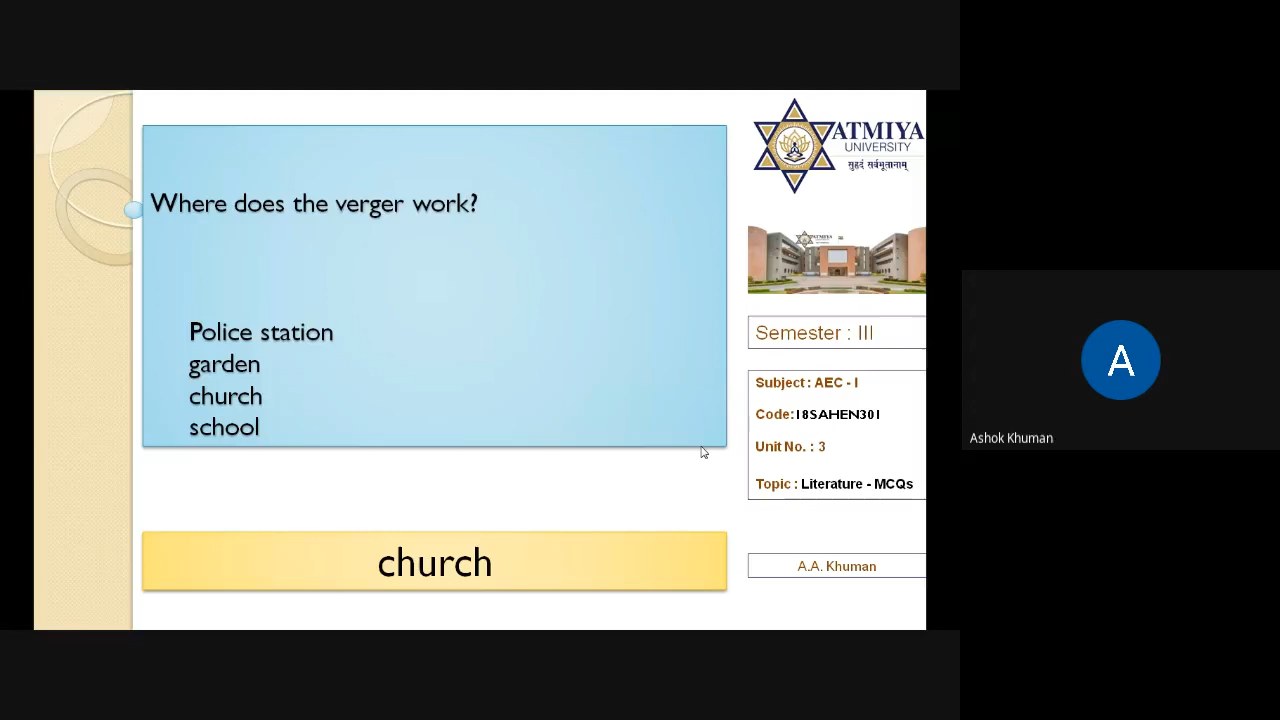 Where does the verger work?
Police station
garden
church
school
church
ATMIYA
UNIVERSITY
सुहृदं सर्वभूतानाम्
ATMIYA
Semester : III
Subject : AEC - I
Code:18SAHEN301
Unit No. : 3
Topic : Literature - MCQs
A.A. Khuman
A
Ashok Khuman